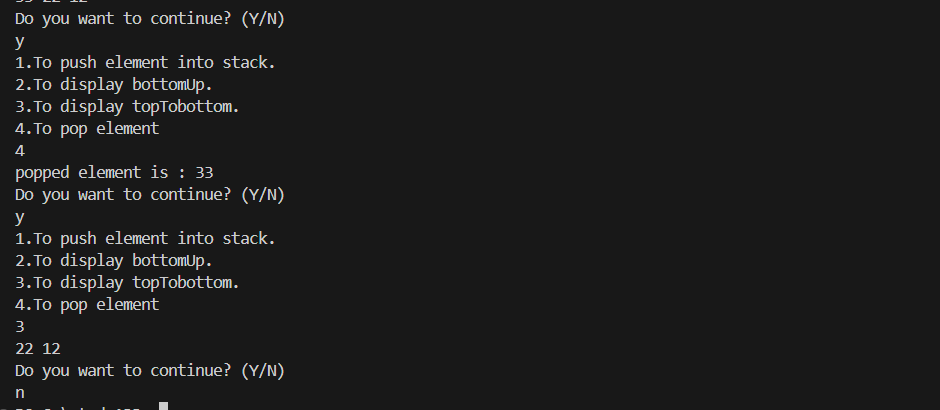 33 22 12
Do you want to continue? (Y/N)
y
1.To push element into stack.
2.To display bottomUp.
3.To display topTobottom.
4.To pop element
4
popped element is : 33
Do you want to continue? (Y/N)
y
1.To push element into stack.
2.To display bottomUp.
3.To display topTobottom.
4.To pop element
3
22 12
Do you want to continue? (Y/N)
n